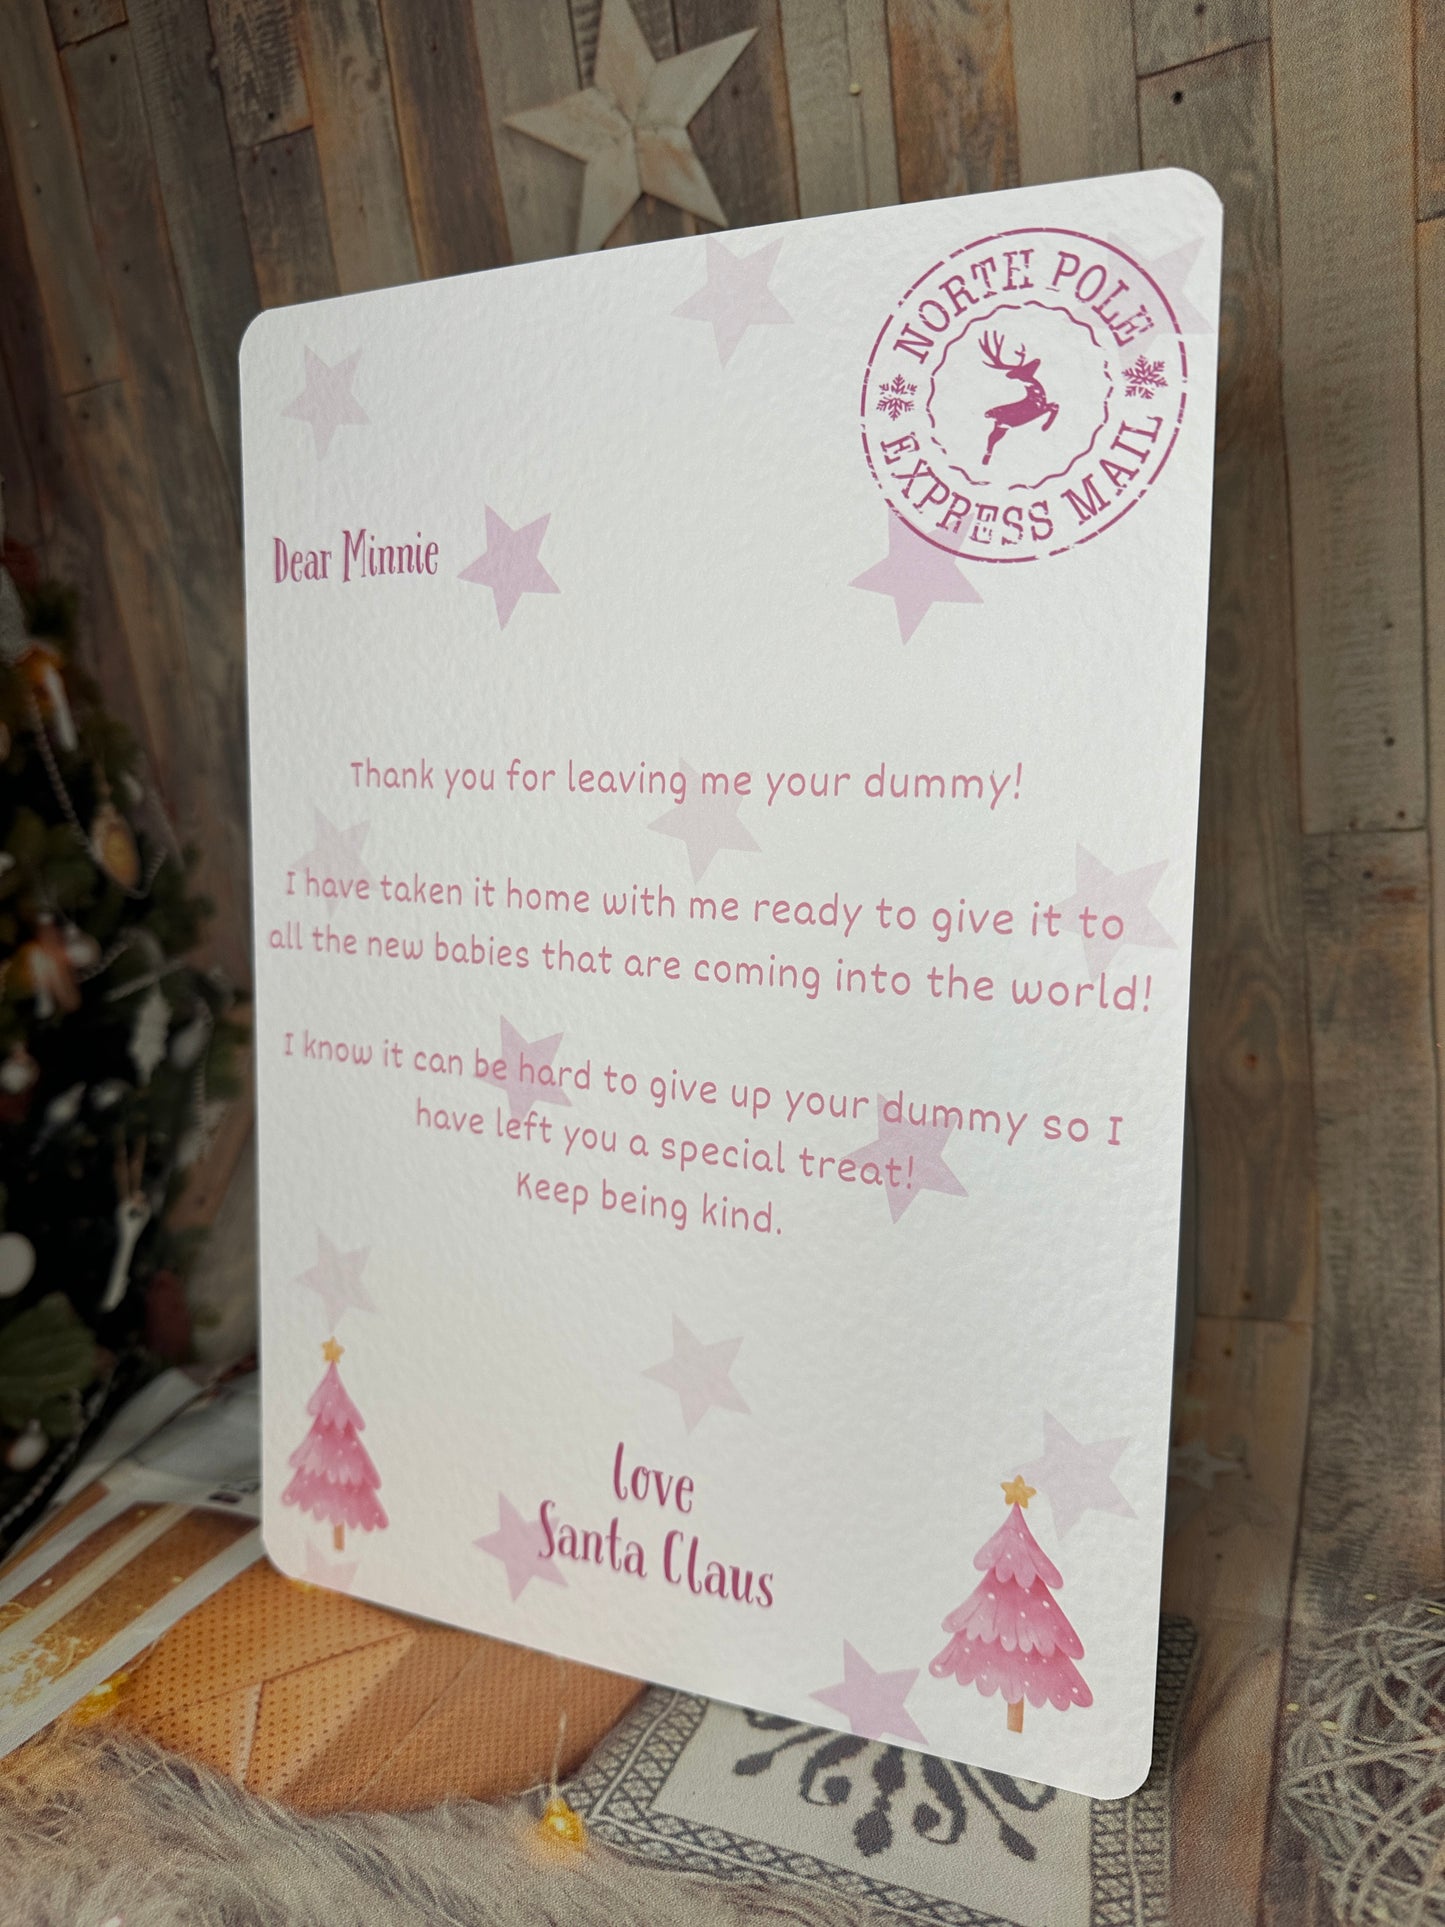 NORTH POLE
EXPRESS MAIL
Dear Minnie
Thank you for leaving me your dummy!
I have taken it home with me ready to give it to
all the new babies that are coming into the world!
I know it can be hard to give up your dummy so I
have left you a special treat!
Keep being kind.
Love
Santa Claus